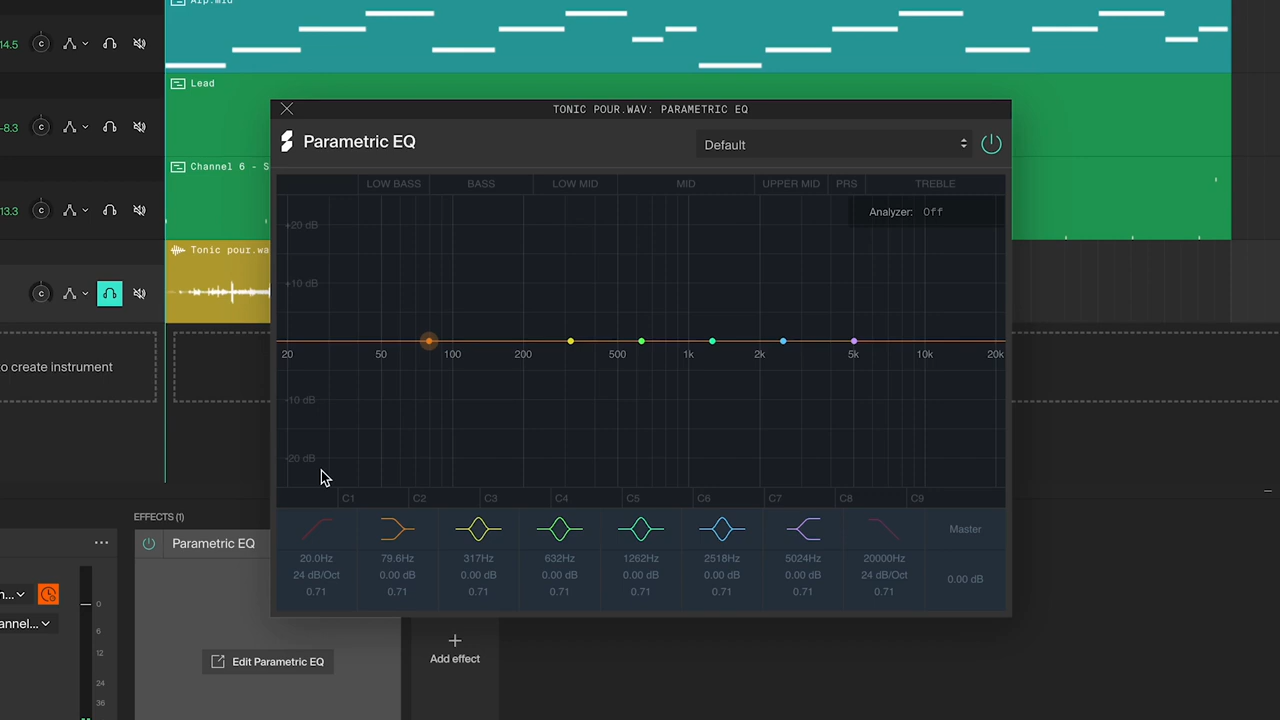 Arp.mid
14.5 C
Lead
-8.3 C
Channel 6 - S
13.3 C
Tonic pour.wa
C
TONIC POUR.WAV: PARAMETRIC EQ
Parametric EQ
Default
LOW BASS BASS LOW MID MID UPPER MID PRS TREBLE
Analyzer: Off
+20 dB
+10 dB
20 50 100 200 500 1k 2k 5k 10k 20k
-10 dB
-20 dB
C1 C2 C3 C4 C5 C6 C7 C8 C9
Master
20.0Hz 79.6Hz 317Hz 632Hz 1262Hz 2518Hz 5024Hz 20000Hz
24 dB/Oct 0.00 dB 0.00 dB 0.00 dB 0.00 dB 0.00 dB 0.00 dB 24 dB/Oct 0.00 dB
0.71 0.71 0.71 0.71 0.71 0.71 0.71 0.71
to create instrument
EFFECTS (1)
Parametric EQ
n...
annel...
0
6
12
24
36
Edit Parametric EQ
Add effect